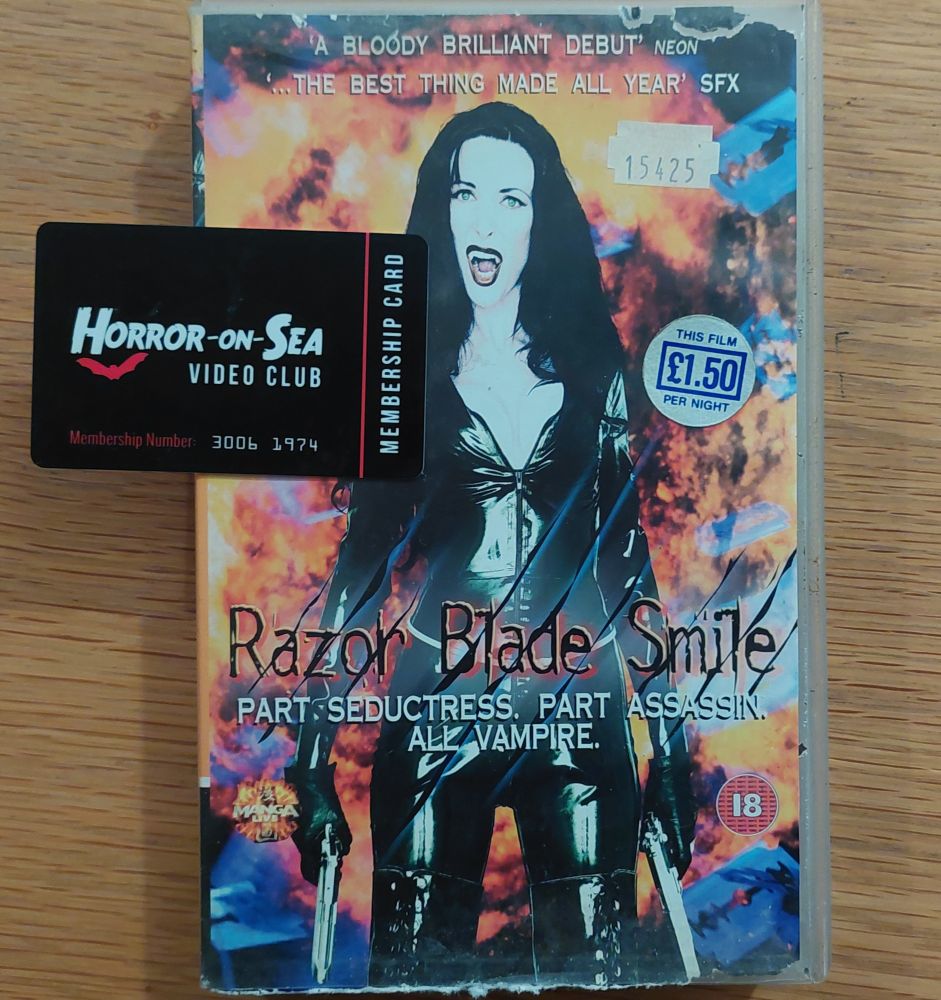 'A BLOODY BRILLIANT DEBUT' NEON
'...THE BEST THING MADE ALL YEAR' SFX
15425
HORROR-ON-SEA
VIDEO CLUB
Membership Number: 3006 1974
MEMBERSHIP CARD
THIS FILM
£1.50
PER NIGHT
Razor Blade Smile
PART SEDUCTRESS. PART ASSASSIN.
ALL VAMPIRE.
MANGA
LIVE
18